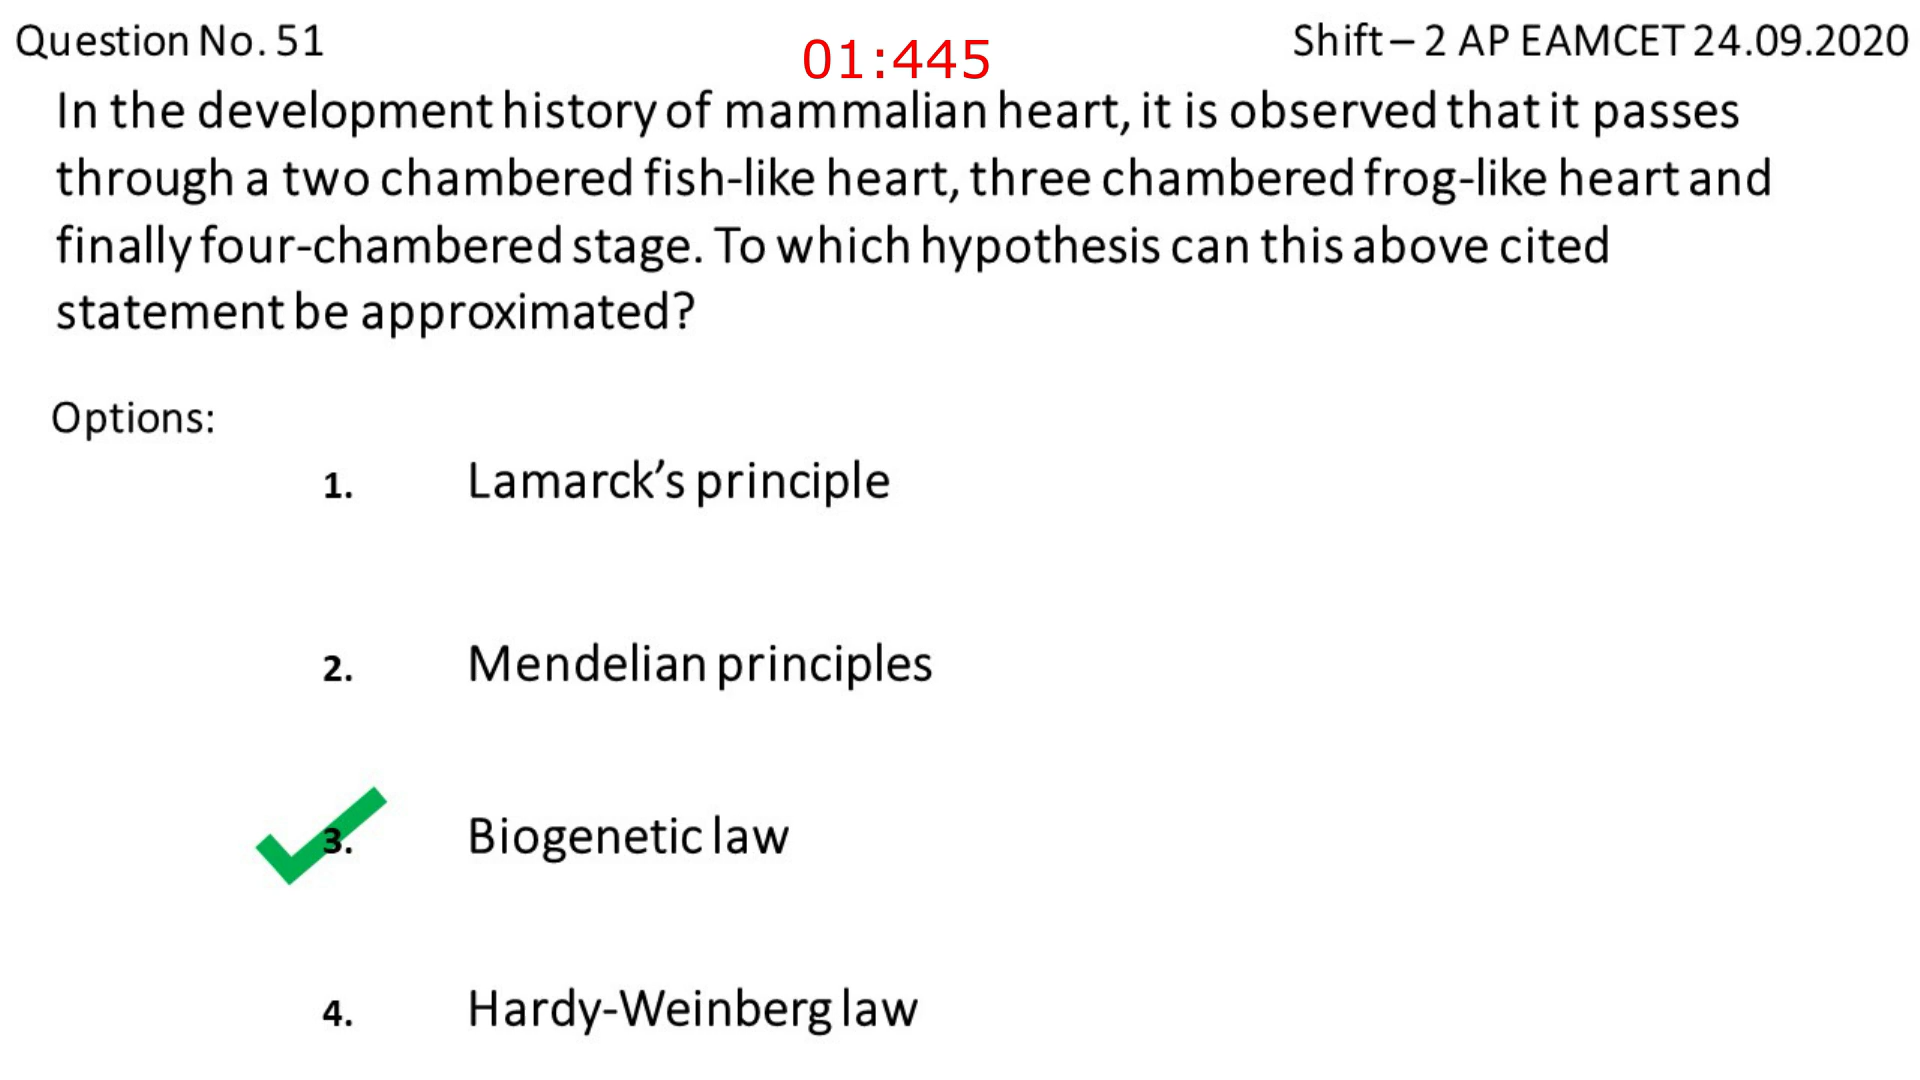 Question No. 51
01:445
Shift – 2 AP EAMCET 24.09.2020
In the development history of mammalian heart, it is observed that it passes
through a two chambered fish-like heart, three chambered frog-like heart and
finally four-chambered stage. To which hypothesis can this above cited
statement be approximated?
Options:
1. Lamarck’s principle
2. Mendelian principles
3. Biogenetic law
4. Hardy-Weinberg law